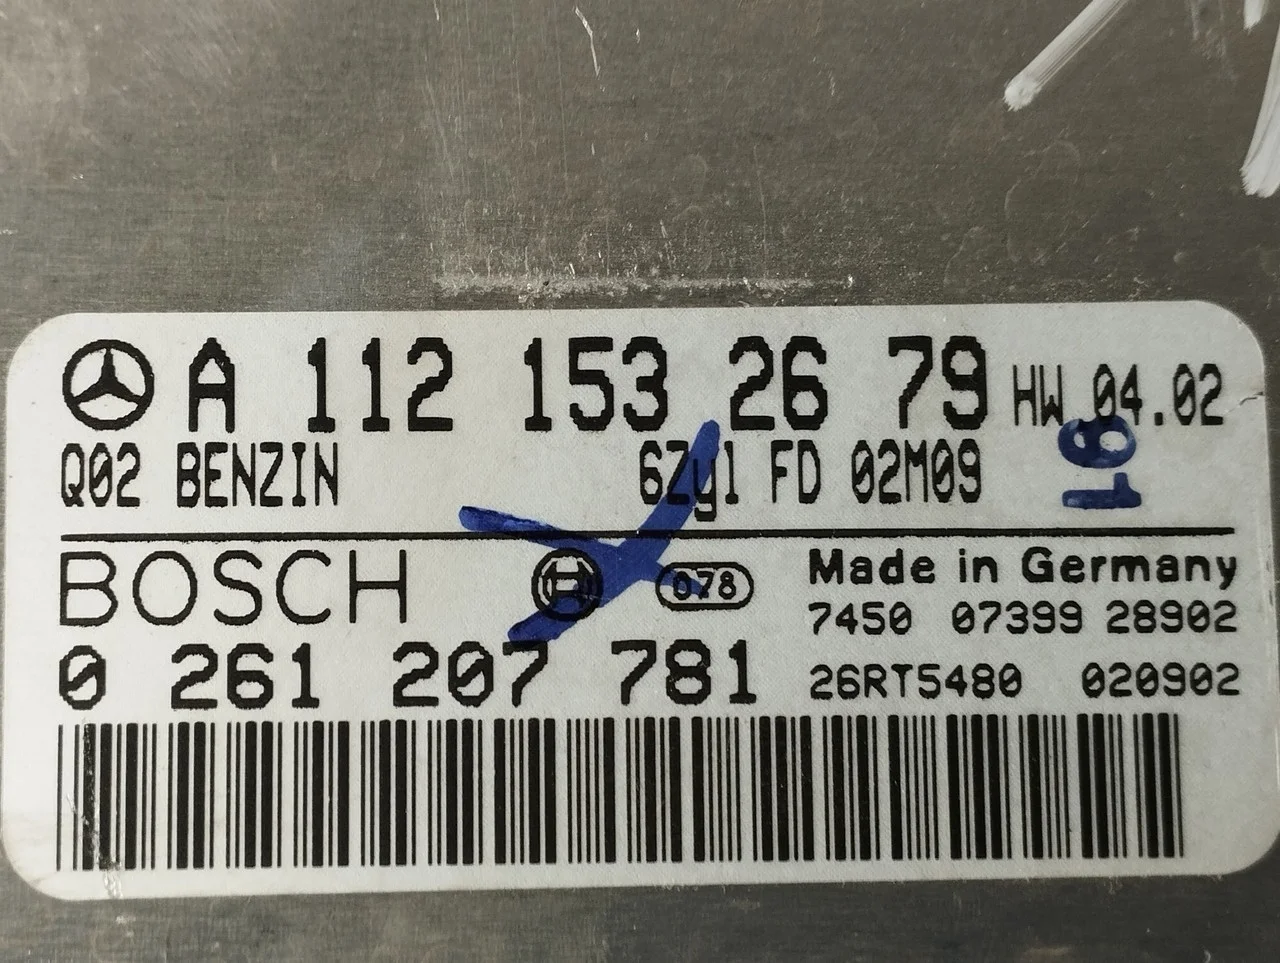 A 112 153 26 79 HW 04.02
Q02 BENZIN 6Zyl FD 02M09
191
BOSCH 078 Made in Germany
7450 07399 28902
0 261 207 781 26RT5480 020902